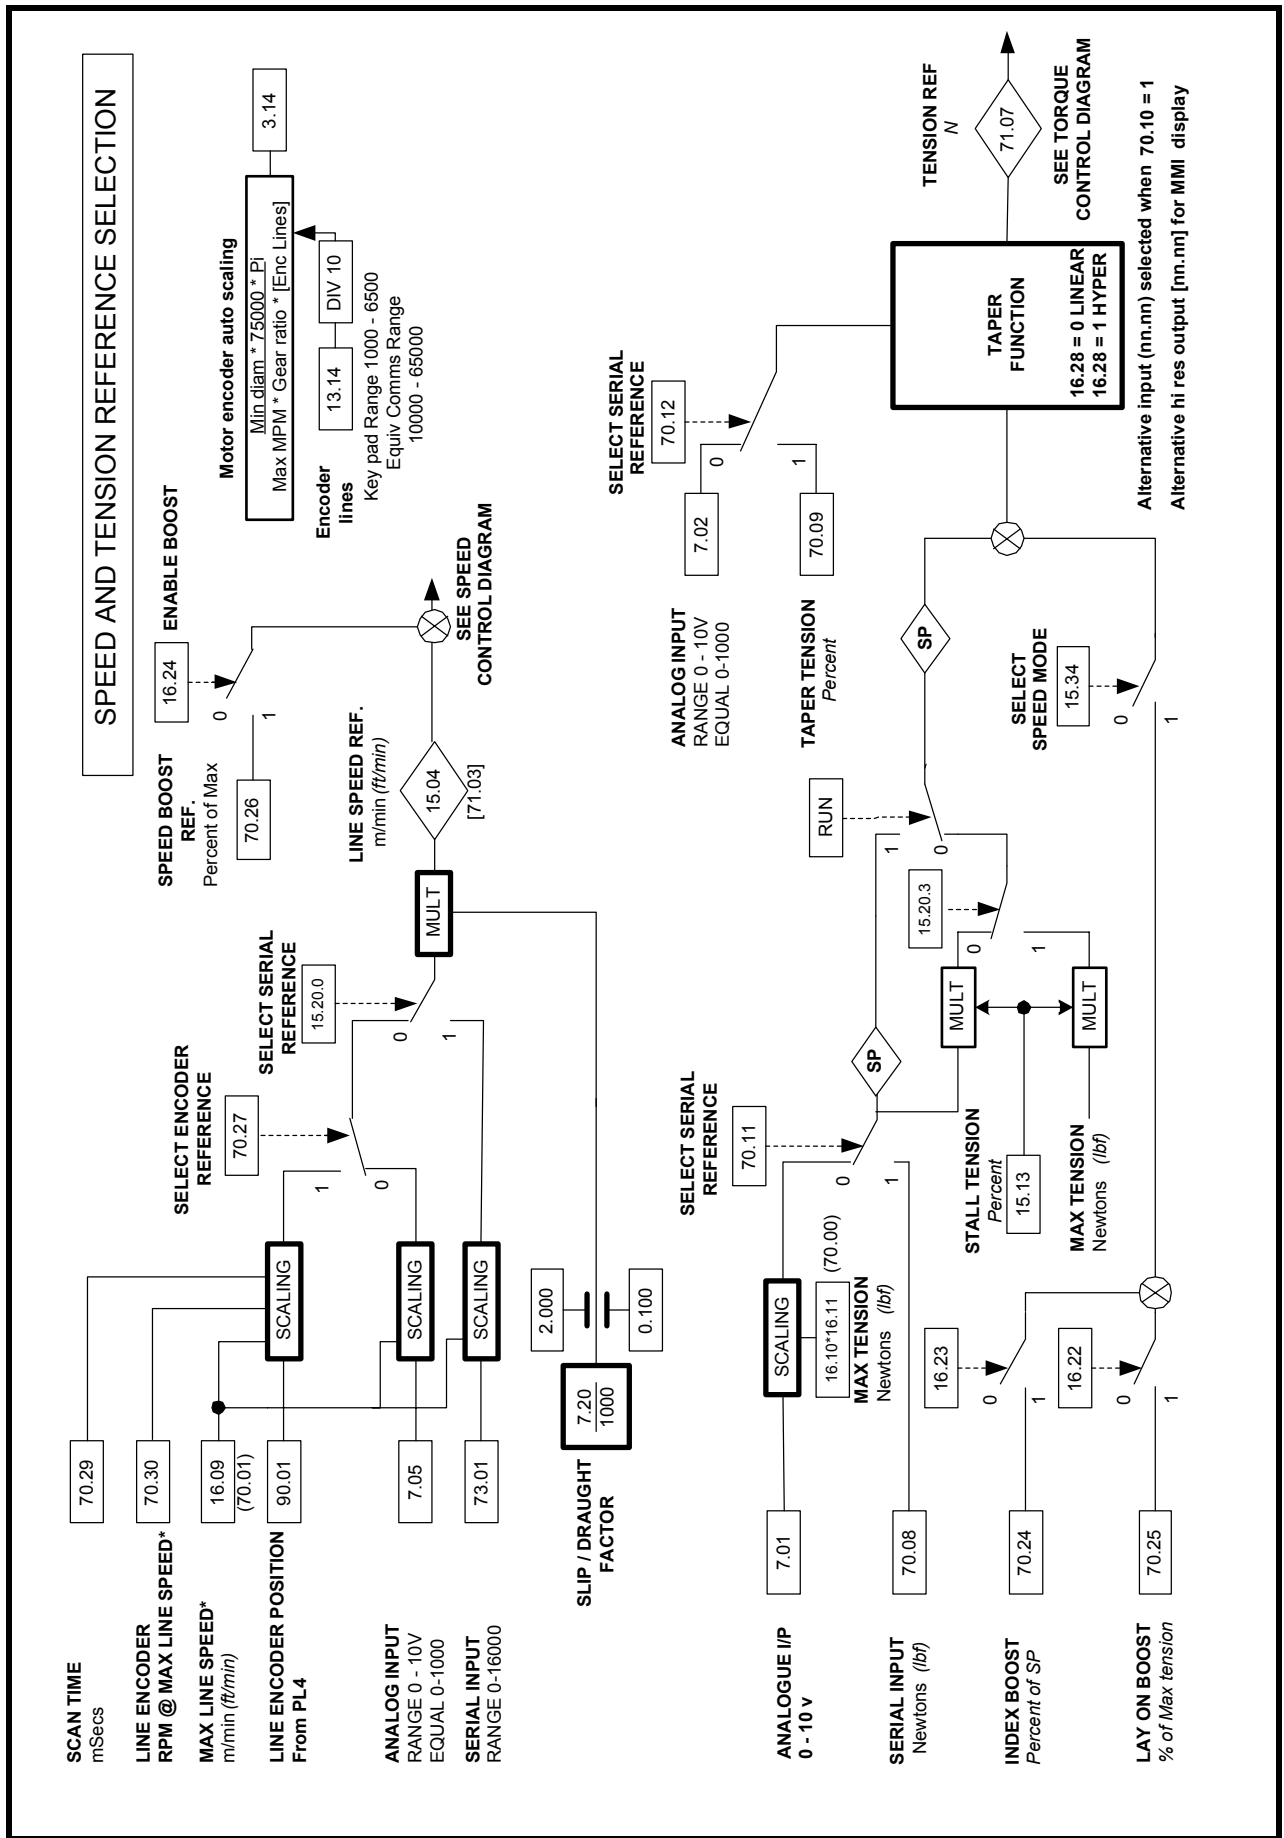 SPEED AND TENSION REFERENCE SELECTION
SCAN TIME
mSecs
70.29
LINE ENCODER
RPM @ MAX LINE SPEED*
70.30
MAX LINE SPEED*
m/min (ft/min)
16.09
(70.01)
LINE ENCODER POSITION
From PL4
90.01
SCALING
ANALOG INPUT
RANGE 0 - 10V
EQUAL 0-1000
7.05
SCALING
SERIAL INPUT
RANGE 0-16000
73.01
SCALING
SELECT ENCODER
REFERENCE
70.27
1
0
SELECT SERIAL
REFERENCE
15.20.0
0
1
MULT
SLIP / DRAUGHT
FACTOR
7.20
1000
2.000
0.100
LINE SPEED REF.
m/min (ft/min)
15.04
[71.03]
SPEED BOOST
REF.
Percent of Max
70.26
16.24
ENABLE BOOST
0
1
SEE SPEED
CONTROL DIAGRAM
Motor encoder auto scaling
Min diam * 75000 * Pi
Max MPM * Gear ratio * [Enc Lines]
3.14
Encoder
lines
13.14
DIV 10
Key pad Range 1000 - 6500
Equiv Comms Range
10000 - 65000
ANALOGUE I/P
0 - 10 v
7.01
SCALING
16.10*16.11
(70.00)
MAX TENSION
Newtons (lbf)
SERIAL INPUT
Newtons (lbf)
70.08
SELECT SERIAL
REFERENCE
70.11
0
1
SP
STALL TENSION
Percent
15.13
MAX TENSION
Newtons (lbf)
MULT
MULT
15.20.3
0
1
RUN
1
0
SP
INDEX BOOST
Percent of SP
70.24
16.23
0
1
LAY ON BOOST
% of Max tension
70.25
16.22
0
1
SELECT
SPEED MODE
15.34
0
1
ANALOG INPUT
RANGE 0 - 10V
EQUAL 0-1000
7.02
TAPER TENSION
Percent
70.09
SELECT SERIAL
REFERENCE
70.12
0
1
TAPER
FUNCTION
16.28 = 0 LINEAR
16.28 = 1 HYPER
TENSION REF
N
71.07
SEE TORQUE
CONTROL DIAGRAM
Alternative input (nn.nn) selected when 70.10 = 1
Alternative hi res output [nn.nn] for MMI display